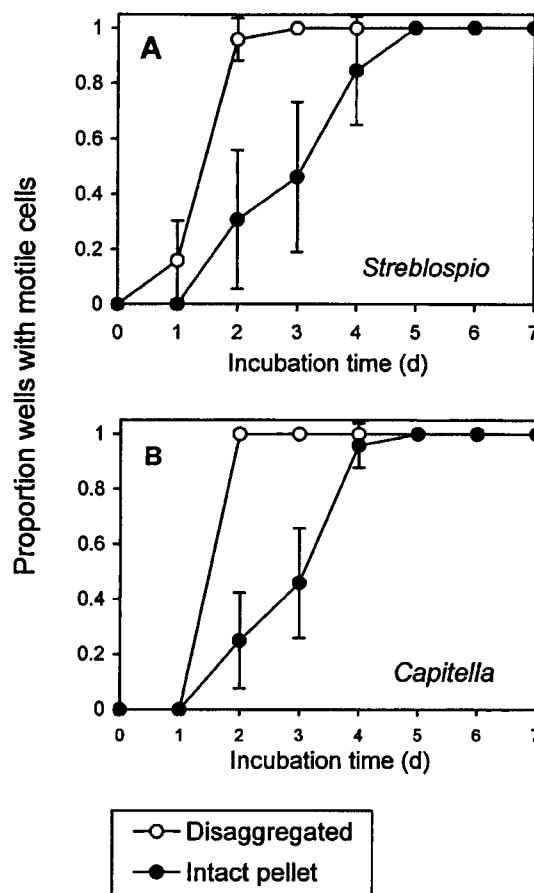 Proportion wells with motile cells
A
1
0.8
0.6
0.4
0.2
0
Streblospio
0 1 2 3 4 5 6 7
Incubation time (d)
B
1
0.8
0.6
0.4
0.2
0
Capitella
0 1 2 3 4 5 6 7
Incubation time (d)
Disaggregated
Intact pellet